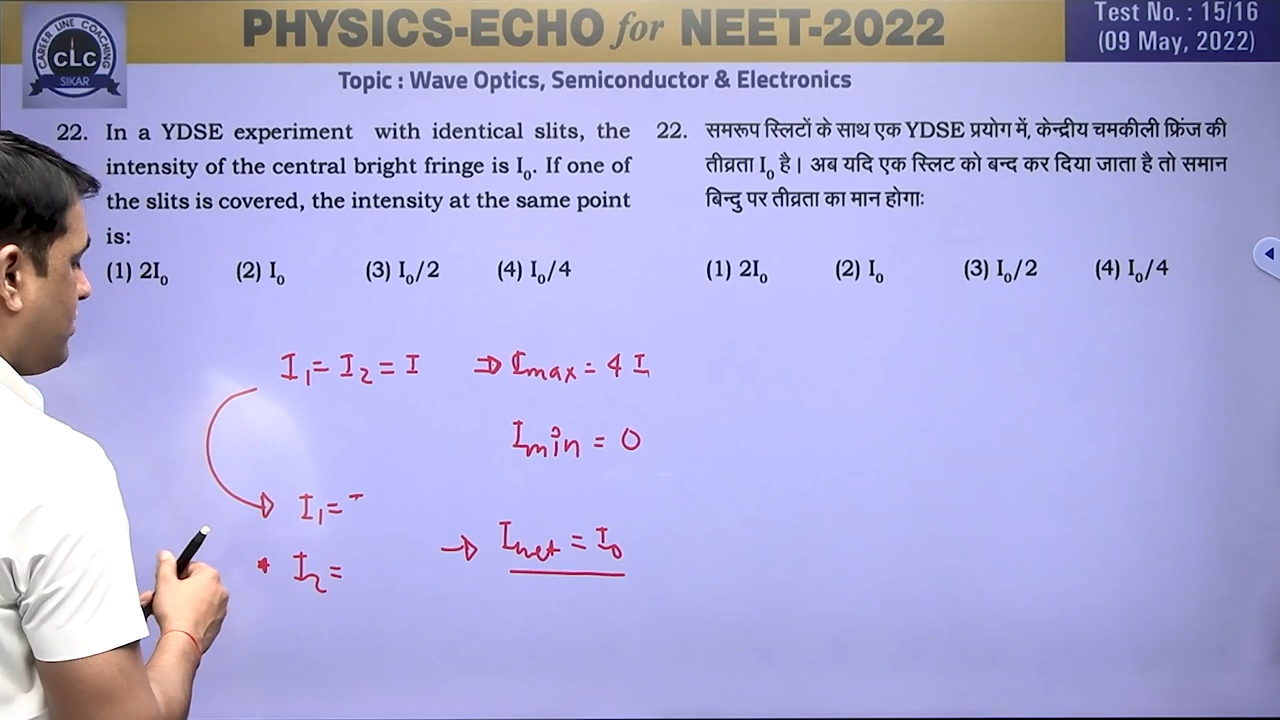 PHYSICS-ECHO for NEET-2022
Test No. : 15/16
(09 May, 2022)
CAREER LINE COACHING
CLC
SIKAR
Topic : Wave Optics, Semiconductor & Electronics
22. In a YDSE experiment with identical slits, the
intensity of the central bright fringe is I₀. If one of
the slits is covered, the intensity at the same point
is:
(1) 2I₀ (2) I₀ (3) I₀/2 (4) I₀/4
22. समरूप स्लिटों के साथ एक YDSE प्रयोग में, केन्द्रीय चमकीली फ्रिंज की
तीव्रता I₀ है। अब यदि एक स्लिट को बन्द कर दिया जाता है तो समान
बिन्दु पर तीव्रता का मान होगाः
(1) 2I₀ (2) I₀ (3) I₀/2 (4) I₀/4
I₁ = I₂ = I ⇒ Imax = 4 I
Imin = 0
I₁ =
I₂ =
→ Inet = I₀